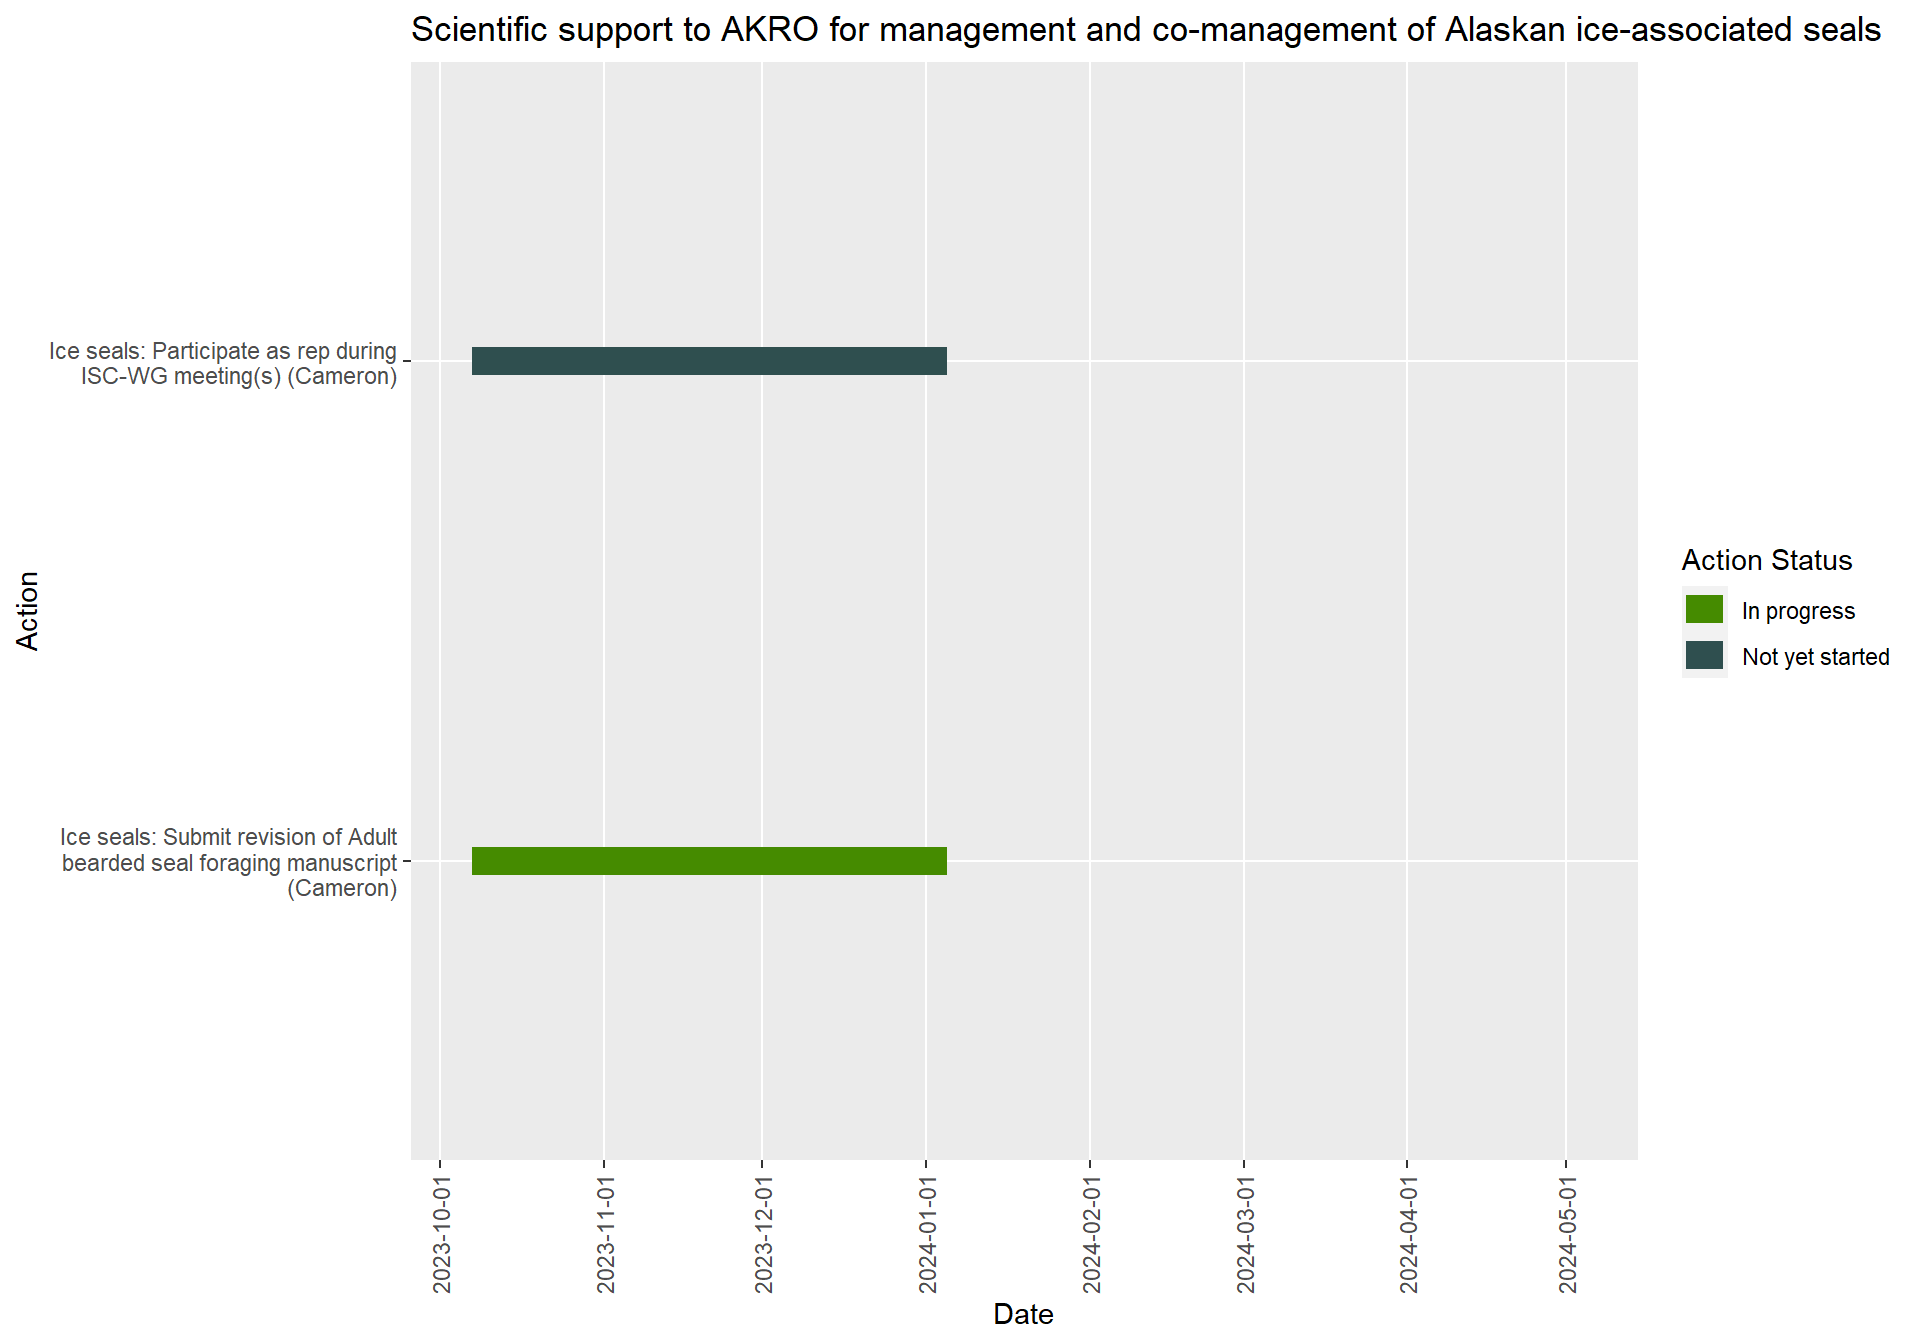 Scientific support to AKRO for management and co-management of Alaskan ice-associated seals
Action
Ice seals: Participate as rep during
ISC-WG meeting(s) (Cameron)
Ice seals: Submit revision of Adult
bearded seal foraging manuscript
(Cameron)
2023-10-01
2023-11-01
2023-12-01
2024-01-01
2024-02-01
2024-03-01
2024-04-01
2024-05-01
Date
Action Status
In progress
Not yet started